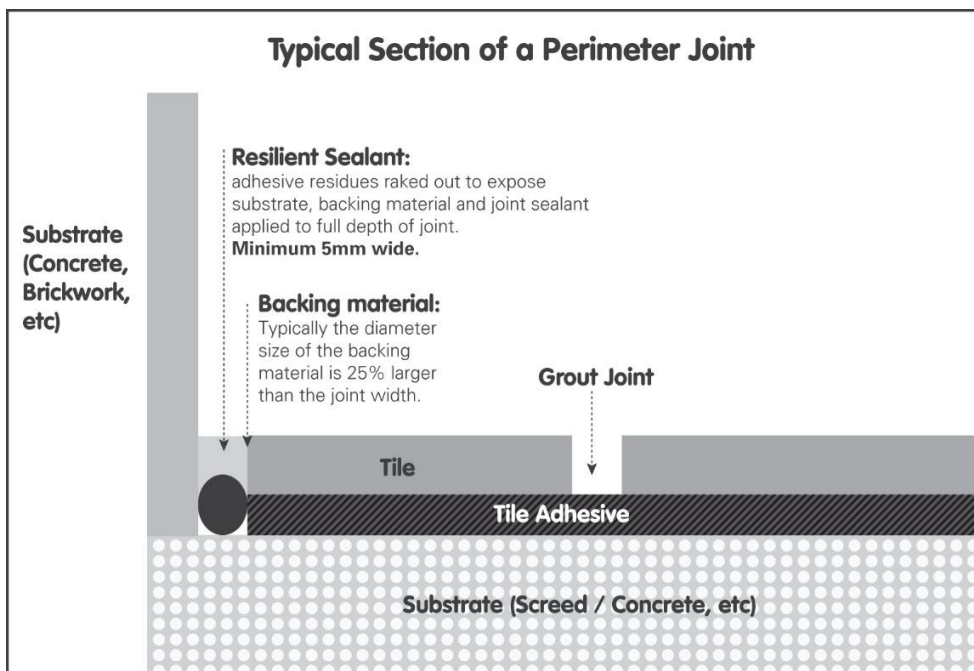 Typical Section of a Perimeter Joint
Resilient Sealant:
adhesive residues raked out to expose
substrate, backing material and joint sealant
applied to full depth of joint.
Minimum 5mm wide.
Substrate
(Concrete,
Brickwork,
etc)
Backing material:
Typically the diameter
size of the backing
material is 25% larger
than the joint width.
Grout Joint
Tile
Tile Adhesive
Substrate (Screed / Concrete, etc)